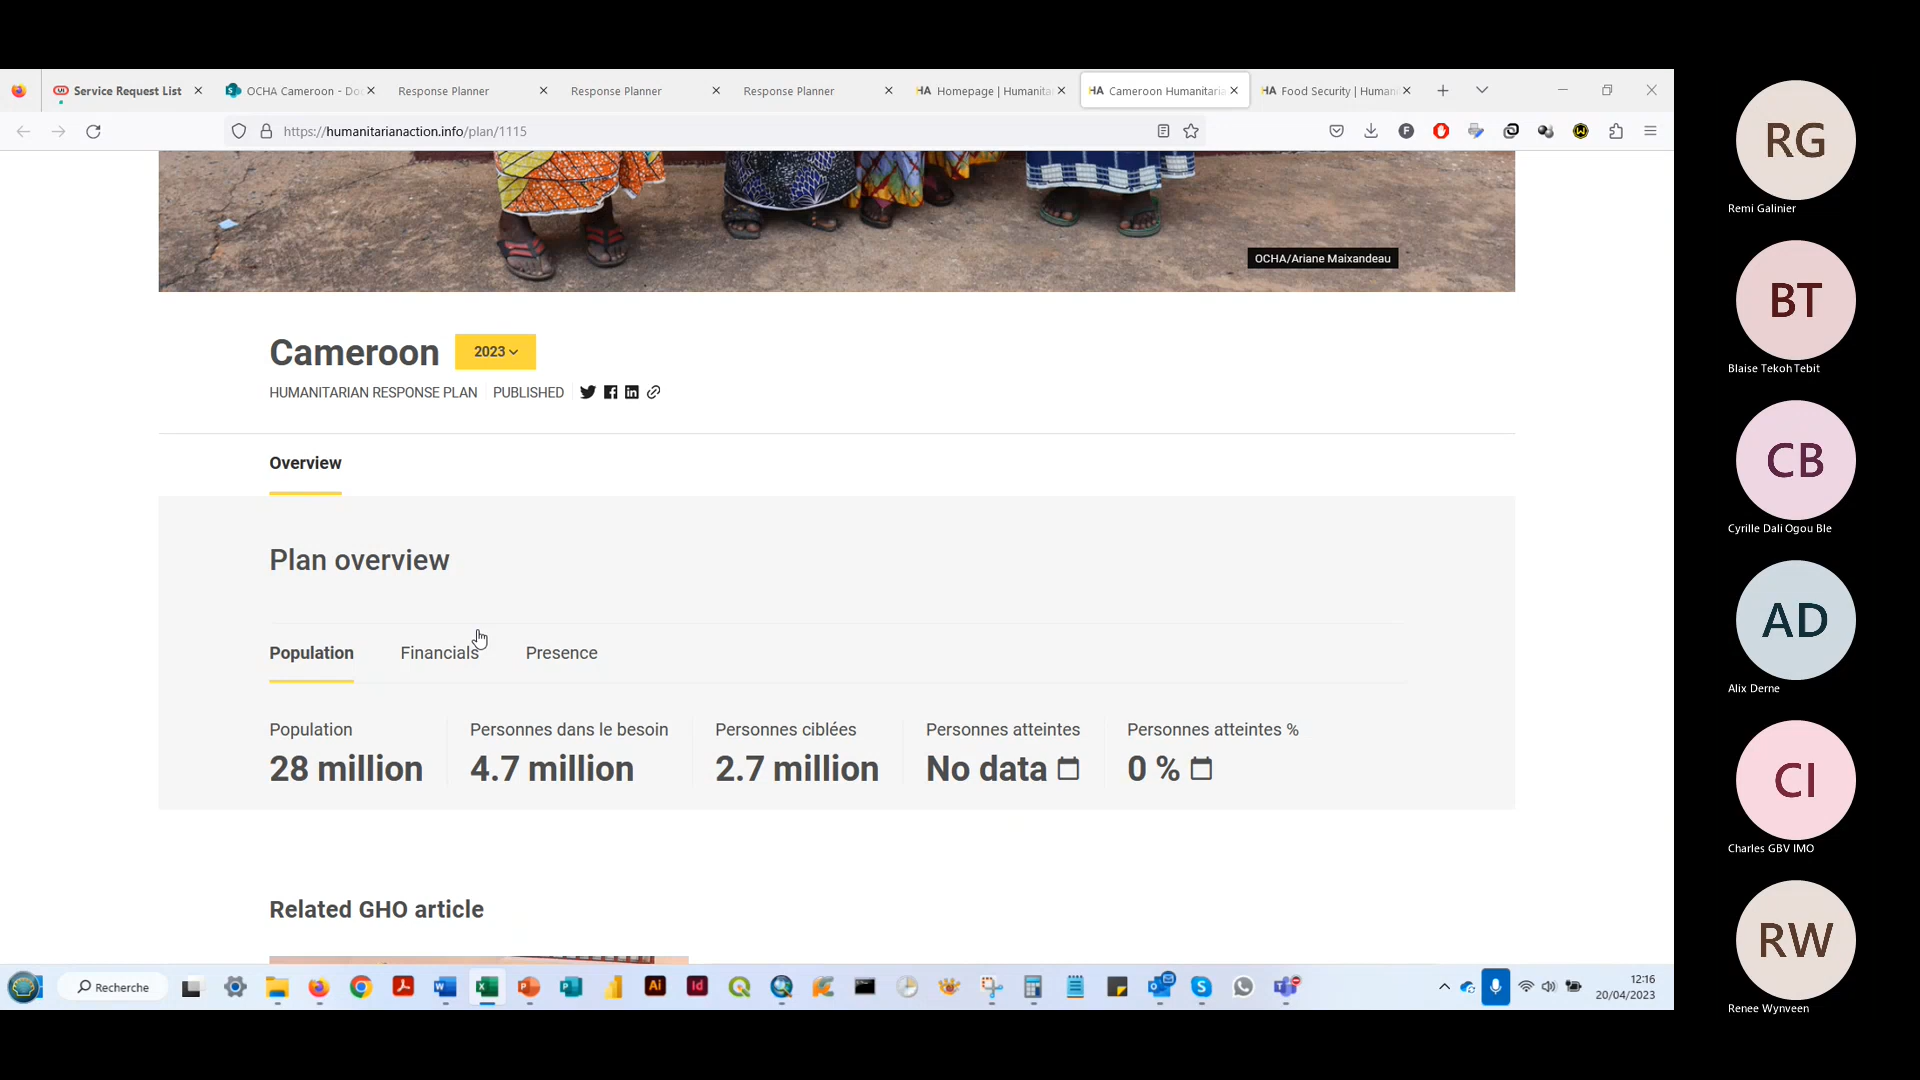 Service Request List
OCHA Cameroon - Do
Response Planner
Response Planner
Response Planner
HA Homepage | Humanita
HA Cameroon Humanitaria
HA Food Security | Human
https://humanitarianaction.info/plan/1115
OCHA/Ariane Maixandeau
Cameroon
2023
HUMANITARIAN RESPONSE PLAN
PUBLISHED
Overview
Plan overview
Population
Financials
Presence
Population
28 million
Personnes dans le besoin
4.7 million
Personnes ciblées
2.7 million
Personnes atteintes
No data
Personnes atteintes %
0 %
Related GHO article
Recherche
12:16
20/04/2023
RG
Remi Galinier
BT
Blaise Tekoh Tebit
CB
Cyrille Dali Ogou Ble
AD
Alix Derne
CI
Charles GBV IMO
RW
Renee Wynveen